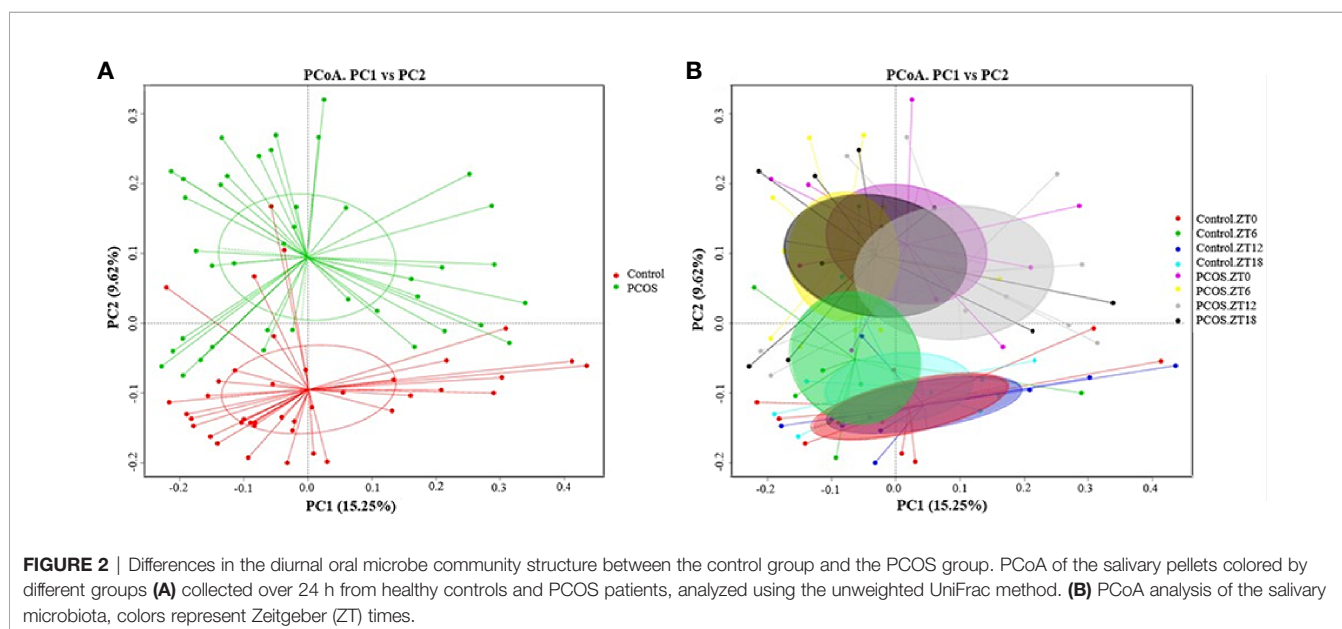 A
PCoA. PC1 vs PC2
PC2 (9.62%)
0.3
0.2
0.1
0.0
-0.1
-0.2
-0.2 -0.1 0.0 0.1 0.2 0.3 0.4
PC1 (15.25%)
Control
PCOS
B
PCoA. PC1 vs PC2
PC2 (9.62%)
0.3
0.2
0.1
0.0
-0.1
-0.2
-0.2 -0.1 0.0 0.1 0.2 0.3 0.4
PC1 (15.25%)
Control.ZT0
Control.ZT6
Control.ZT12
Control.ZT18
PCOS.ZT0
PCOS.ZT6
PCOS.ZT12
PCOS.ZT18
FIGURE 2 | Differences in the diurnal oral microbe community structure between the control group and the PCOS group. PCoA of the salivary pellets colored by
different groups (A) collected over 24 h from healthy controls and PCOS patients, analyzed using the unweighted UniFrac method. (B) PCoA analysis of the salivary
microbiota, colors represent Zeitgeber (ZT) times.